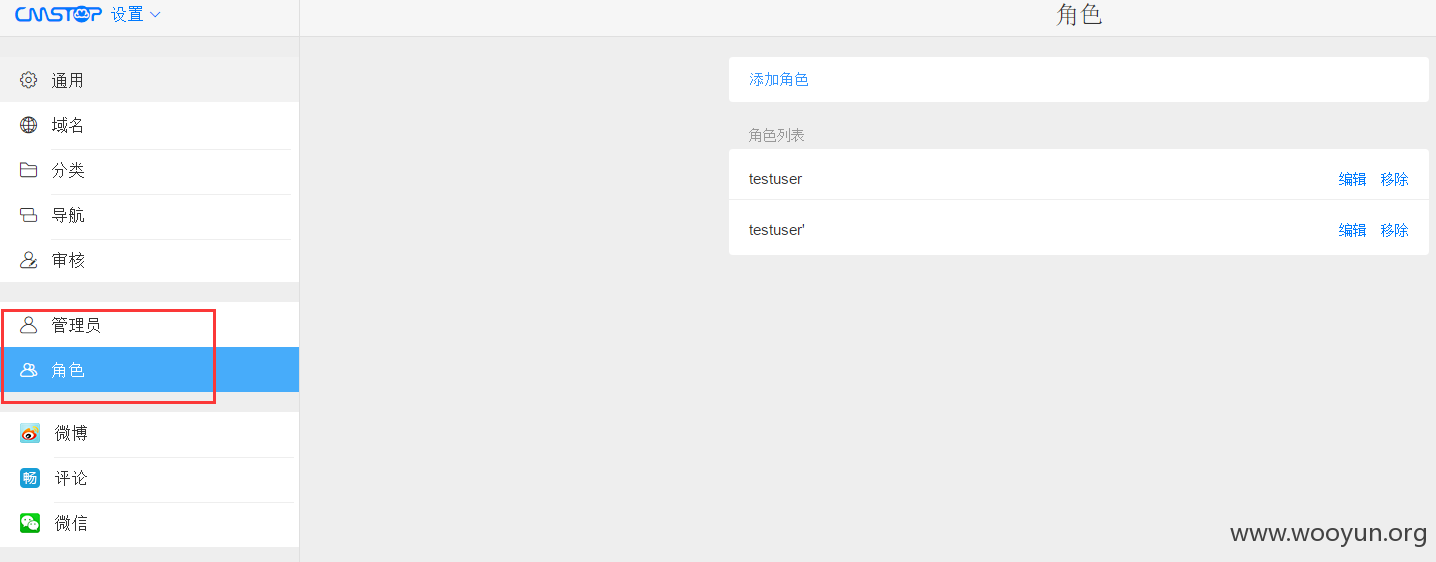 CMSTOP 设置
角色
通用
域名
分类
导航
审核
管理员
角色
微博
畅 评论
微信
添加角色
角色列表
testuser 编辑 移除
testuser' 编辑 移除
www.wooyun.org